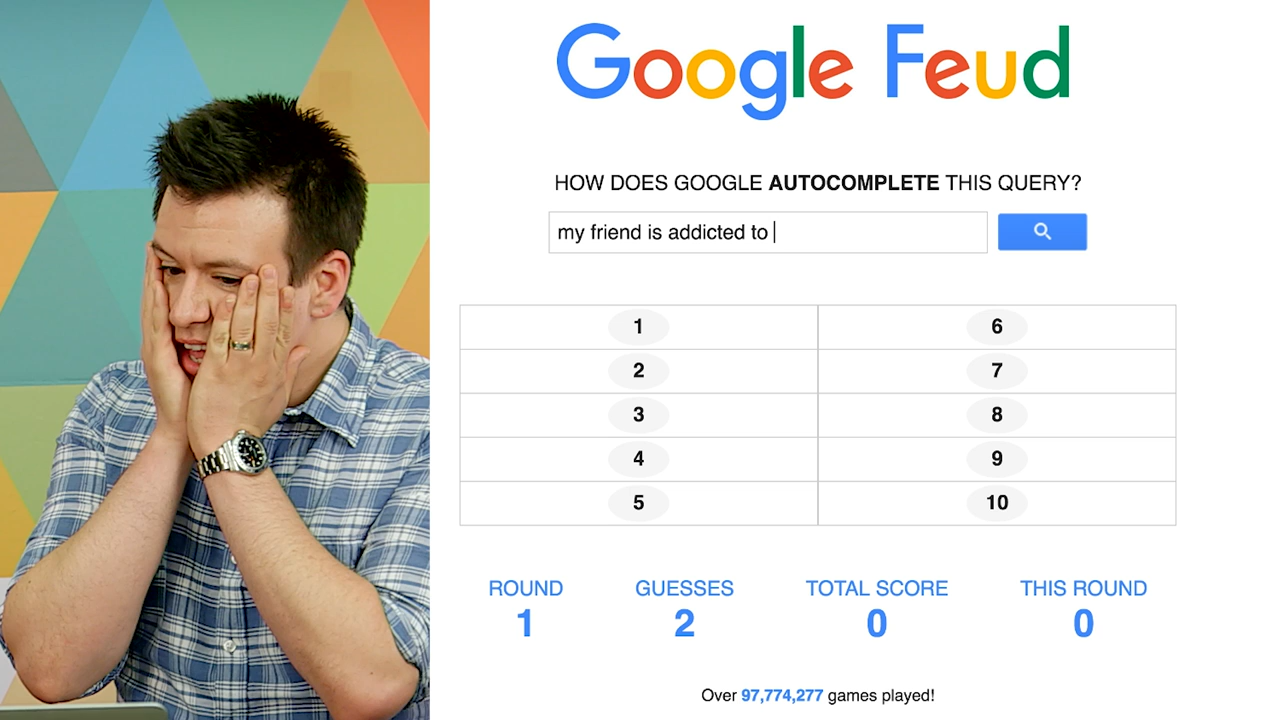 Google Feud
HOW DOES GOOGLE AUTOCOMPLETE THIS QUERY?
my friend is addicted to
1 6
2 7
3 8
4 9
5 10
ROUND GUESSES TOTAL SCORE THIS ROUND
1 2 0 0
Over 97,774,277 games played!